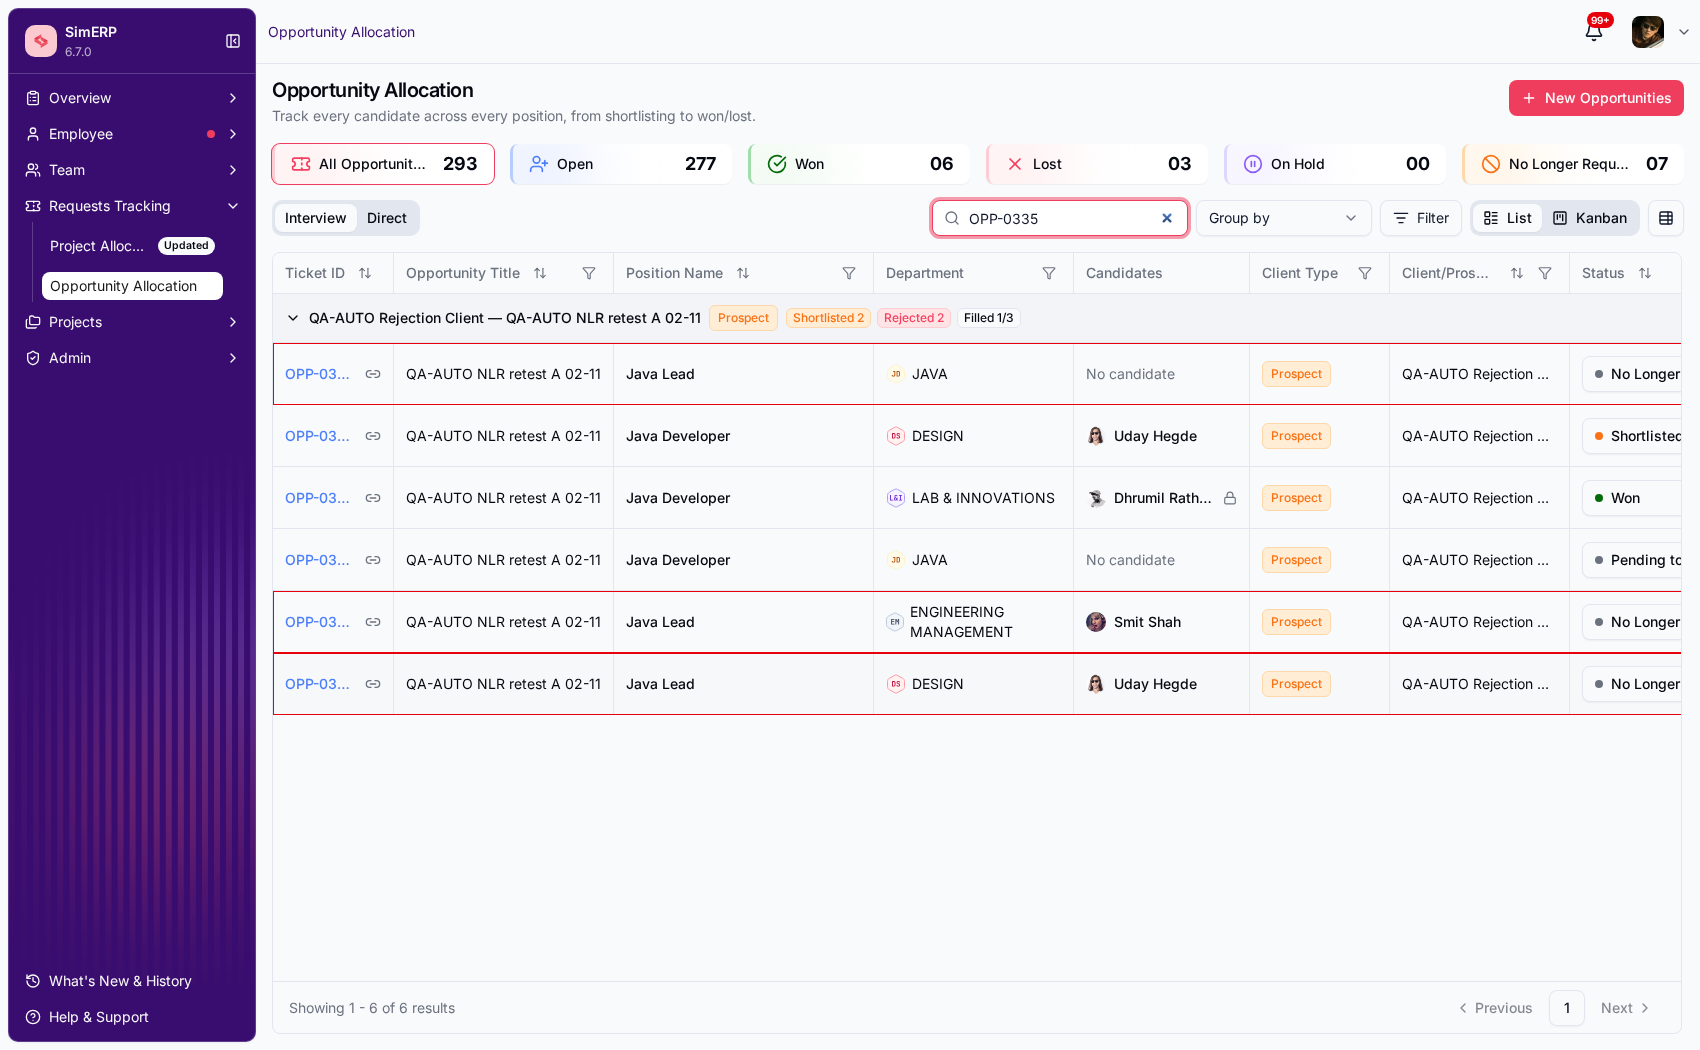 SimERP
6.7.0
Overview
Employee
Team
Requests Tracking
Project Alloc... Updated
Opportunity Allocation
Projects
Admin
What's New & History
Help & Support
Opportunity Allocation
99+
Opportunity Allocation
Track every candidate across every position, from shortlisting to won/lost.
New Opportunities
All Opportunit... 293
Open 277
Won 06
Lost 03
On Hold 00
No Longer Requ... 07
Interview Direct
OPP-0335
Group by
Filter
List Kanban
Ticket ID Opportunity Title Position Name Department Candidates Client Type Client/Pros... Status
QA-AUTO Rejection Client — QA-AUTO NLR retest A 02-11 Prospect Shortlisted 2 Rejected 2 Filled 1/3
OPP-03... QA-AUTO NLR retest A 02-11 Java Lead JD JAVA No candidate Prospect QA-AUTO Rejection ... No Longer
OPP-03... QA-AUTO NLR retest A 02-11 Java Developer DS DESIGN Uday Hegde Prospect QA-AUTO Rejection ... Shortlisted
OPP-03... QA-AUTO NLR retest A 02-11 Java Developer L&I LAB & INNOVATIONS Dhrumil Rath... Prospect QA-AUTO Rejection ... Won
OPP-03... QA-AUTO NLR retest A 02-11 Java Developer JD JAVA No candidate Prospect QA-AUTO Rejection ... Pending to
OPP-03... QA-AUTO NLR retest A 02-11 Java Lead EM ENGINEERING MANAGEMENT Smit Shah Prospect QA-AUTO Rejection ... No Longer
OPP-03... QA-AUTO NLR retest A 02-11 Java Lead DS DESIGN Uday Hegde Prospect QA-AUTO Rejection ... No Longer
Showing 1 - 6 of 6 results
Previous 1 Next